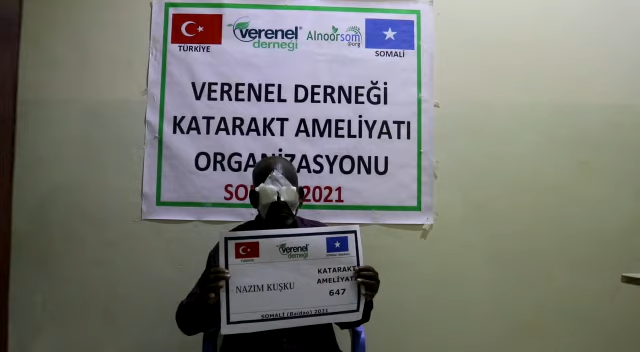 TÜRKİYE
verenel®
derneği
Alnoorsom
SOMALİ
VERENEL DERNEĞİ
KATARAKT AMELİYATI
ORGANİZASYONU
2021
verenel
derneği
KATARAKT
AMELİYATI
647
NAZIM KUŞKU
SOMALİ (Baidao) 2021